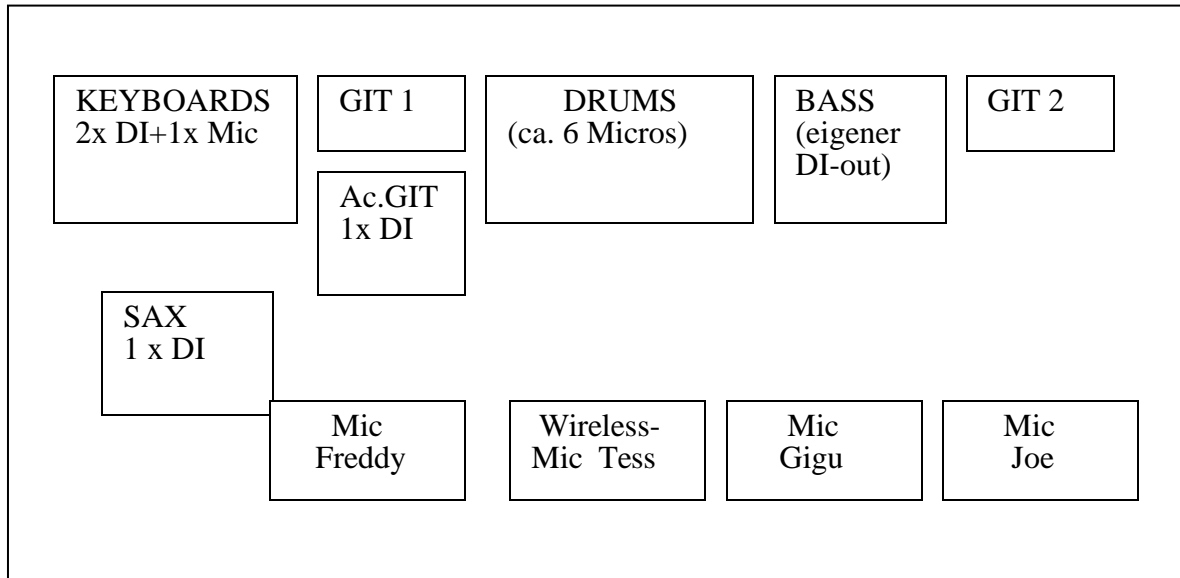 KEYBOARDS
2x DI+1x Mic
GIT 1
DRUMS
(ca. 6 Micros)
BASS
(eigener
DI-out)
GIT 2
Ac.GIT
1x DI
SAX
1 x DI
Mic
Freddy
Wireless-
Mic Tess
Mic
Gigu
Mic
Joe